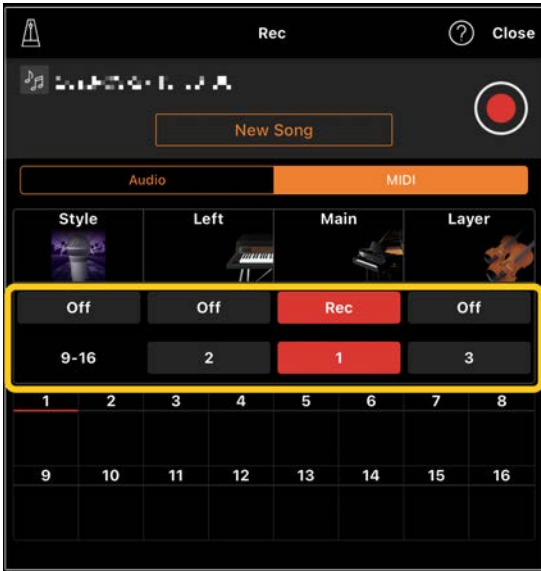 Rec ? Close
New Song
Audio MIDI
Style Left Main Layer
Off Off Rec Off
9-16 2 1 3
1 2 3 4 5 6 7 8
9 10 11 12 13 14 15 16